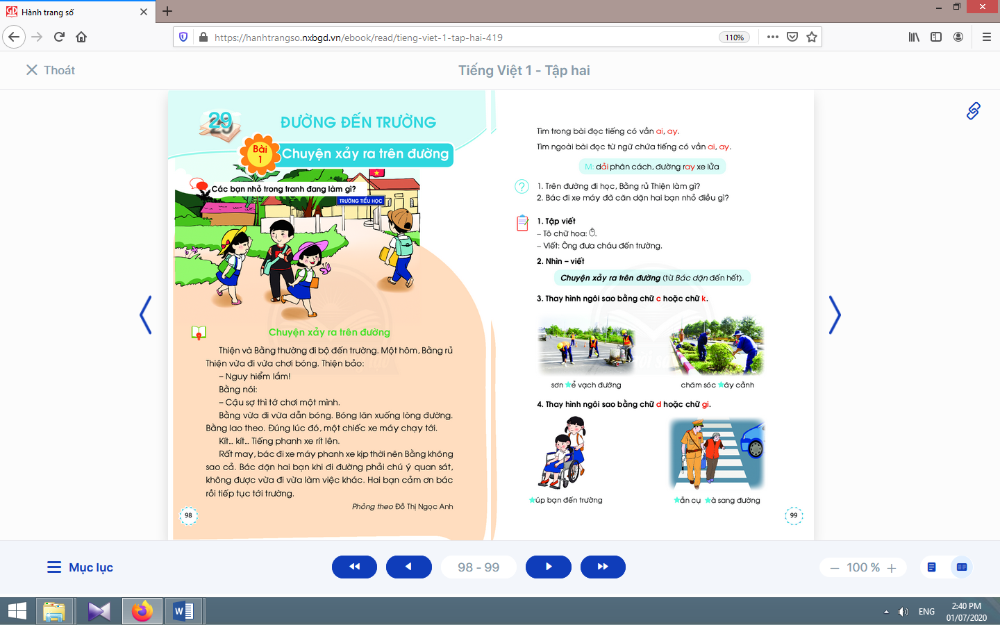 Hành trang số
https://hanhtrangso.nxbgd.vn/ebook/read/tieng-viet-1-tap-hai-419
110%
Thoát
Tiếng Việt 1 - Tập hai
29
ĐƯỜNG ĐẾN TRƯỜNG
Bài
1
Chuyện xảy ra trên đường
Các bạn nhỏ trong tranh đang làm gì?
TRƯỜNG TIỂU HỌC
Chuyện xảy ra trên đường
Thiện và Bằng thường đi bộ đến trường. Một hôm, Bằng rủ
Thiện vừa đi vừa chơi bóng. Thiện bảo:
– Nguy hiểm lắm!
Bằng nói:
– Cậu sợ thì tớ chơi một mình.
Bằng vừa đi vừa dẫn bóng. Bóng lăn xuống lòng đường.
Bằng lao theo. Đúng lúc đó, một chiếc xe máy chạy tới.
Kít... kít... Tiếng phanh xe rít lên.
Rất may, bác đi xe máy phanh xe kịp thời nên Bằng không
sao cả. Bác dặn hai bạn khi đi đường phải chú ý quan sát,
không được vừa đi vừa làm việc khác. Hai bạn cảm ơn bác
rồi tiếp tục tới trường.
Phỏng theo Đỗ Thị Ngọc Anh
98
Tìm trong bài đọc tiếng có vần ai, ay.
Tìm ngoài bài đọc từ ngữ chứa tiếng có vần ai, ay.
M: dải phân cách, đường ray xe lửa
?
1. Trên đường đi học, Bằng rủ Thiện làm gì?
2. Bác đi xe máy đã căn dặn hai bạn nhỏ điều gì?
1. Tập viết
– Tô chữ hoa: Ô.
– Viết: Ông đưa cháu đến trường.
2. Nhìn – viết
Chuyện xảy ra trên đường (từ Bác dặn đến hết).
3. Thay hình ngôi sao bằng chữ c hoặc chữ k.
sơn ★ẻ vạch đường
chăm sóc ★ây cảnh
4. Thay hình ngôi sao bằng chữ d hoặc chữ gi.
★úp bạn đến trường
★ẫn cụ ★à sang đường
99
Mục lục
98 - 99
100 %
ENG
2:40 PM
01/07/2020